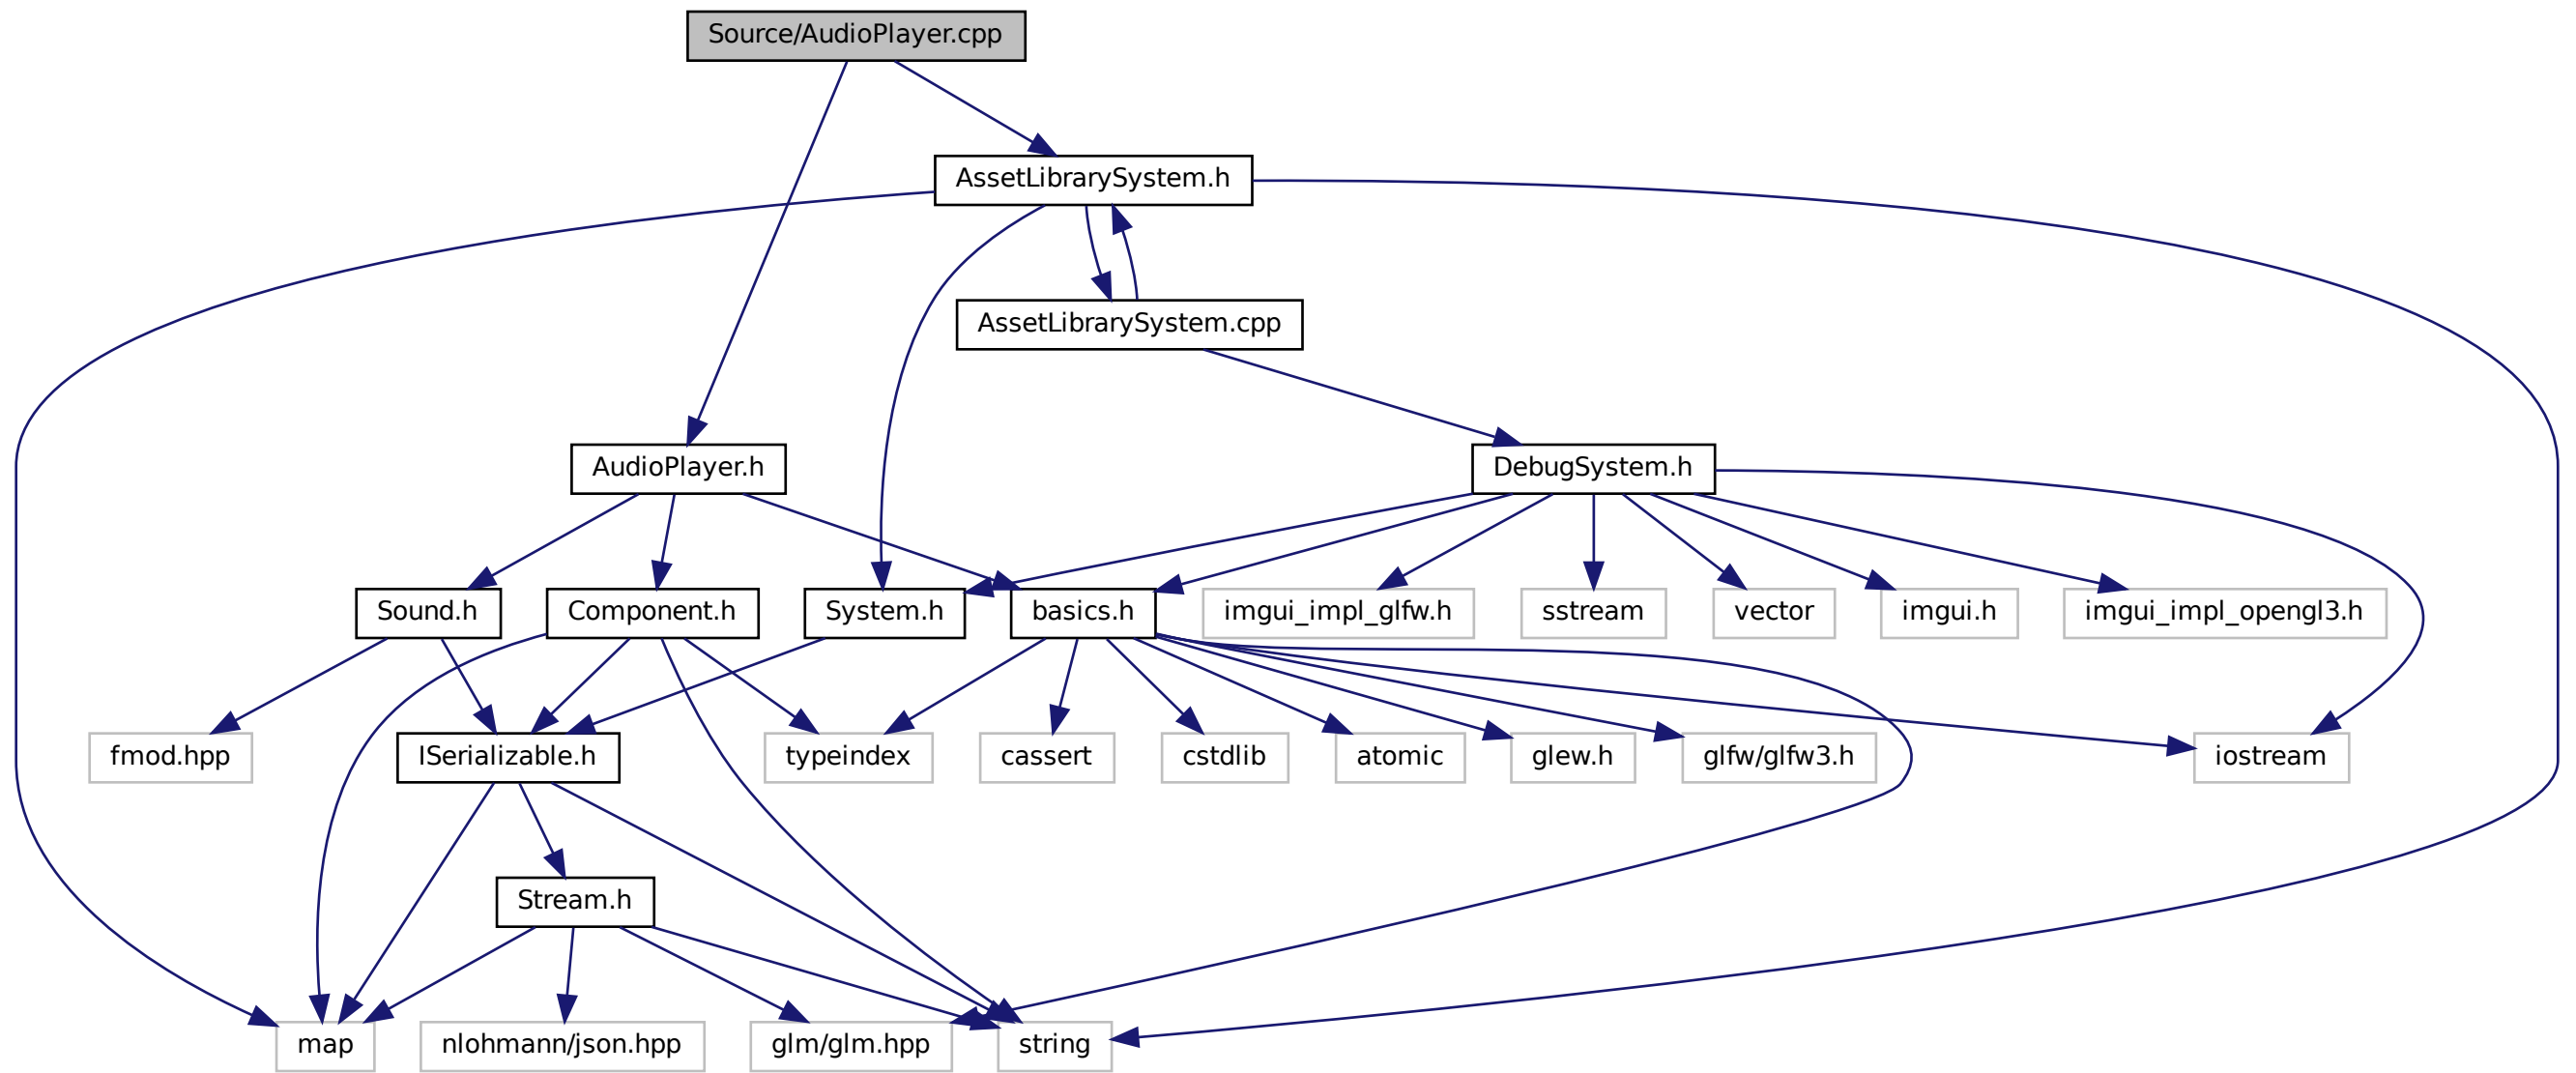 Source/AudioPlayer.cpp
AssetLibrarySystem.h
AssetLibrarySystem.cpp
AudioPlayer.h
DebugSystem.h
Sound.h
Component.h
System.h
basics.h
imgui_impl_glfw.h
sstream
vector
imgui.h
imgui_impl_opengl3.h
fmod.hpp
ISerializable.h
typeindex
cassert
cstdlib
atomic
glew.h
glfw/glfw3.h
iostream
Stream.h
map
nlohmann/json.hpp
glm/glm.hpp
string